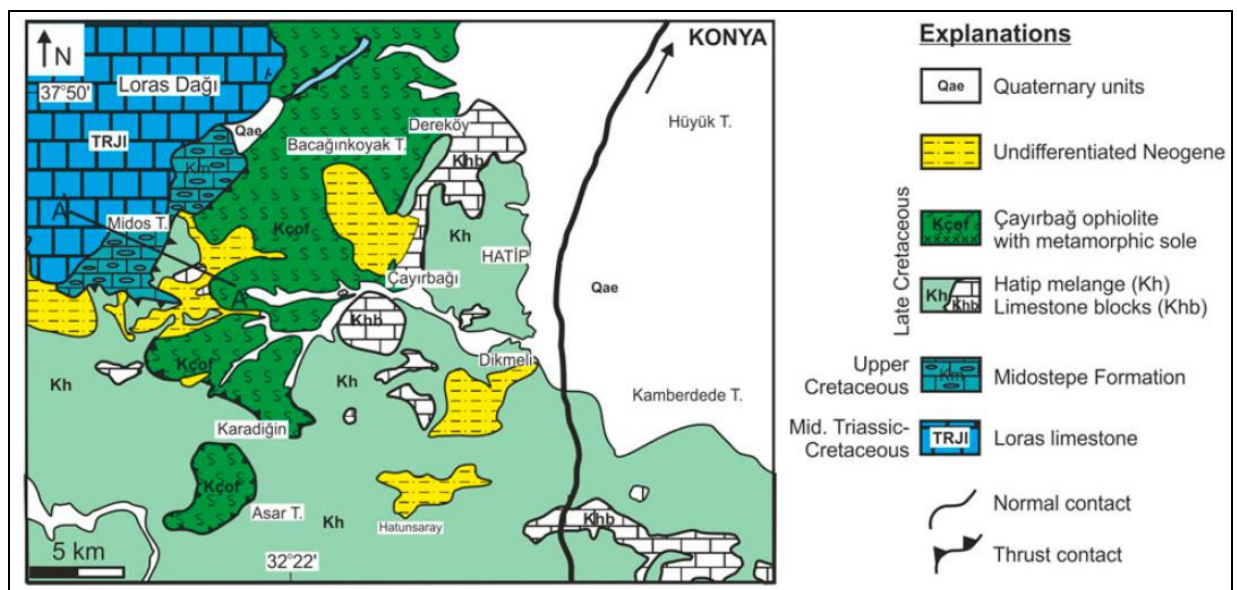 N
KONYA
37°50'
Loras Dağı
TRJI
Qae
Km
Dereköy
Bacağınkoyak T.
Khb
Hüyük T.
A
Midos T.
Kçof
Kh
HATİP
Çayırbağı
A'
Qae
Khb
Kçof
Dikmeli
Kh
Kh
Kamberdede T.
Karadiğin
Kçof
Asar T.
Kh
Hatunsaray
Khb
5 km
32°22'
Explanations
Qae
Quaternary units
Undifferentiated Neogene
Late Cretaceous
Kçof
Çayırbağ ophiolite
with metamorphic sole
Kh
Khb
Hatip melange (Kh)
Limestone blocks (Khb)
Upper
Cretaceous
Km
Midostepe Formation
Mid. Triassic-
Cretaceous
TRJI
Loras limestone
Normal contact
Thrust contact